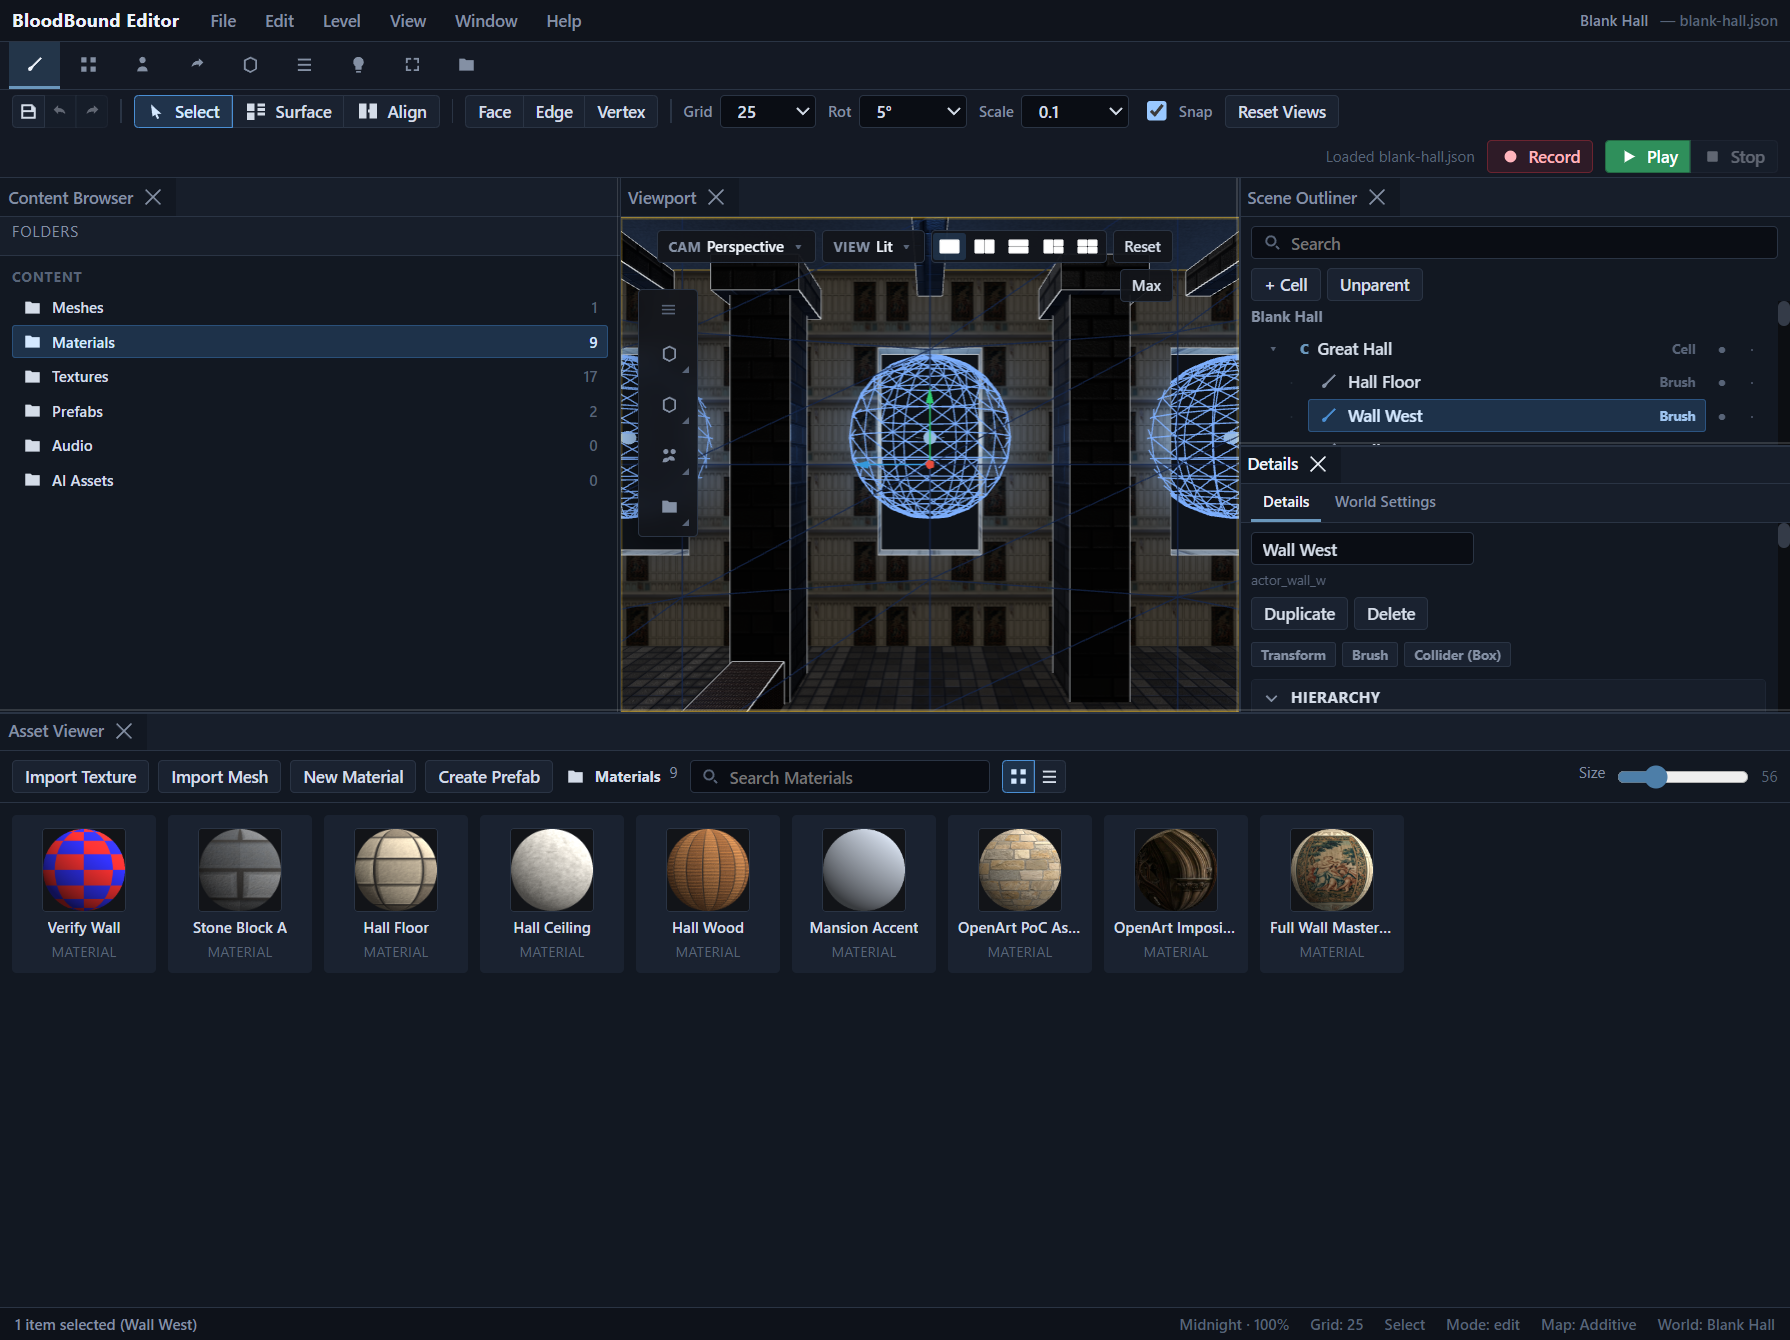 BloodBound Editor File Edit Level View Window Help Blank Hall — blank-hall.json
Select Surface Align Face Edge Vertex Grid 25 Rot 5° Scale 0.1 Snap Reset Views
Loaded blank-hall.json Record Play Stop
Content Browser
FOLDERS
CONTENT
Meshes 1
Materials 9
Textures 17
Prefabs 2
Audio 0
AI Assets 0
Viewport
CAM Perspective VIEW Lit Reset
Max
Scene Outliner
Search
+ Cell Unparent
Blank Hall
C Great Hall Cell
Hall Floor Brush
Wall West Brush
Details
Details World Settings
Wall West
actor_wall_w
Duplicate Delete
Transform Brush Collider (Box)
HIERARCHY
Asset Viewer
Import Texture Import Mesh New Material Create Prefab Materials 9 Search Materials Size 56
Verify Wall
MATERIAL
Stone Block A
MATERIAL
Hall Floor
MATERIAL
Hall Ceiling
MATERIAL
Hall Wood
MATERIAL
Mansion Accent
MATERIAL
OpenArt PoC As...
MATERIAL
OpenArt Imposi...
MATERIAL
Full Wall Master...
MATERIAL
1 item selected (Wall West) Midnight · 100% Grid: 25 Select Mode: edit Map: Additive World: Blank Hall